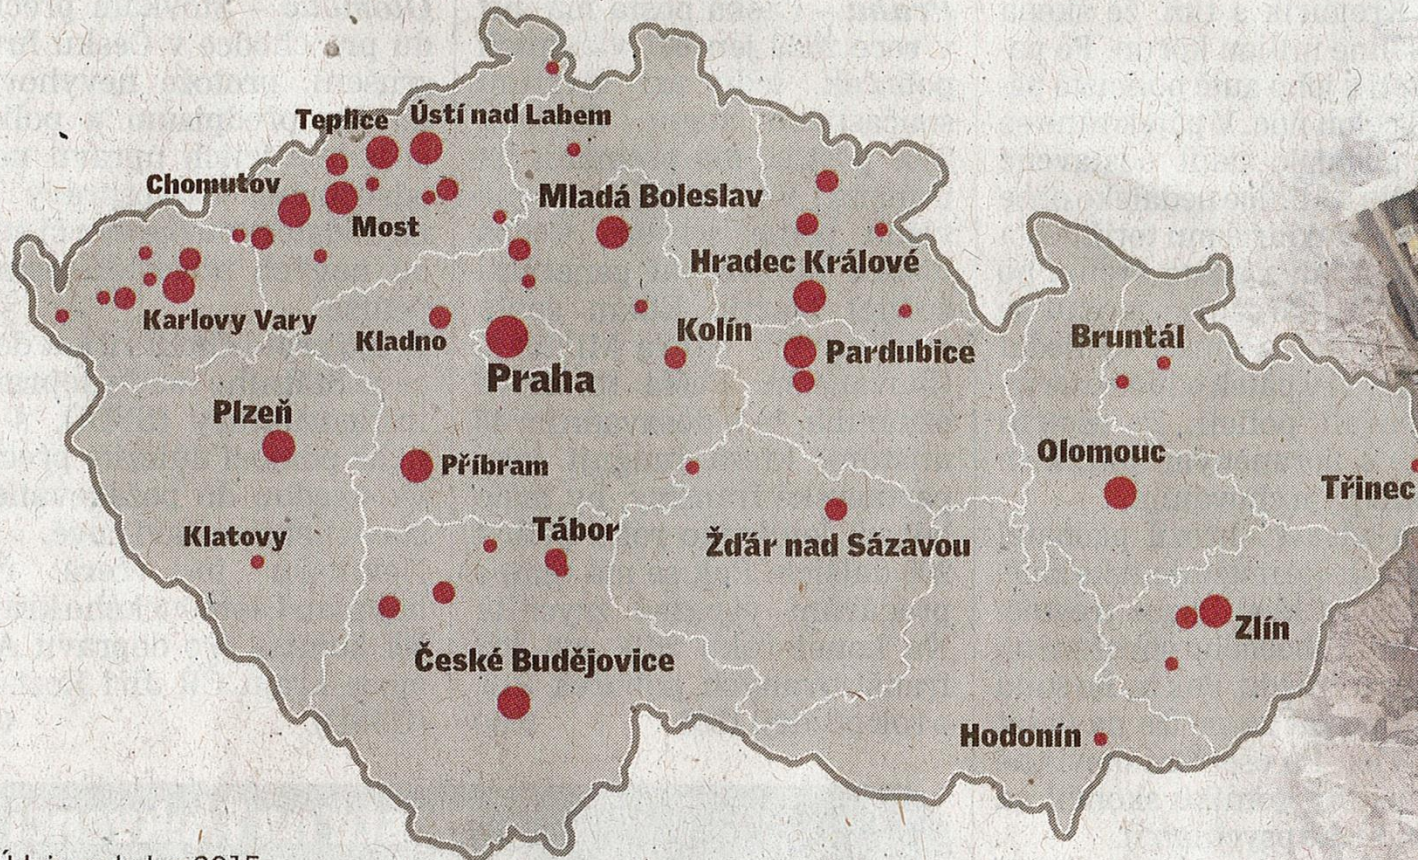 Teplice
Ústí nad Labem
Chomutov
Mladá Boleslav
Most
Hradec Králové
Karlovy Vary
Kladno
Kolín
Bruntál
Pardubice
Praha
Plzeň
Olomouc
Příbram
Třinec
Klatovy
Tábor
Žďár nad Sázavou
Zlín
České Budějovice
Hodonín
2015